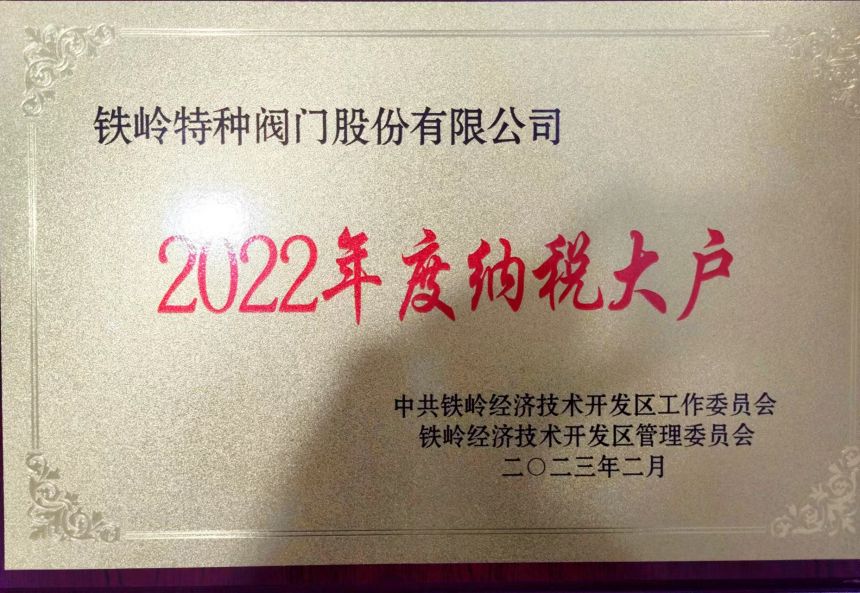 铁岭特种阀门股份有限公司
2022年度纳税大户
中共铁岭经济技术开发区工作委员会
铁岭经济技术开发区管理委员会
二〇二三年二月